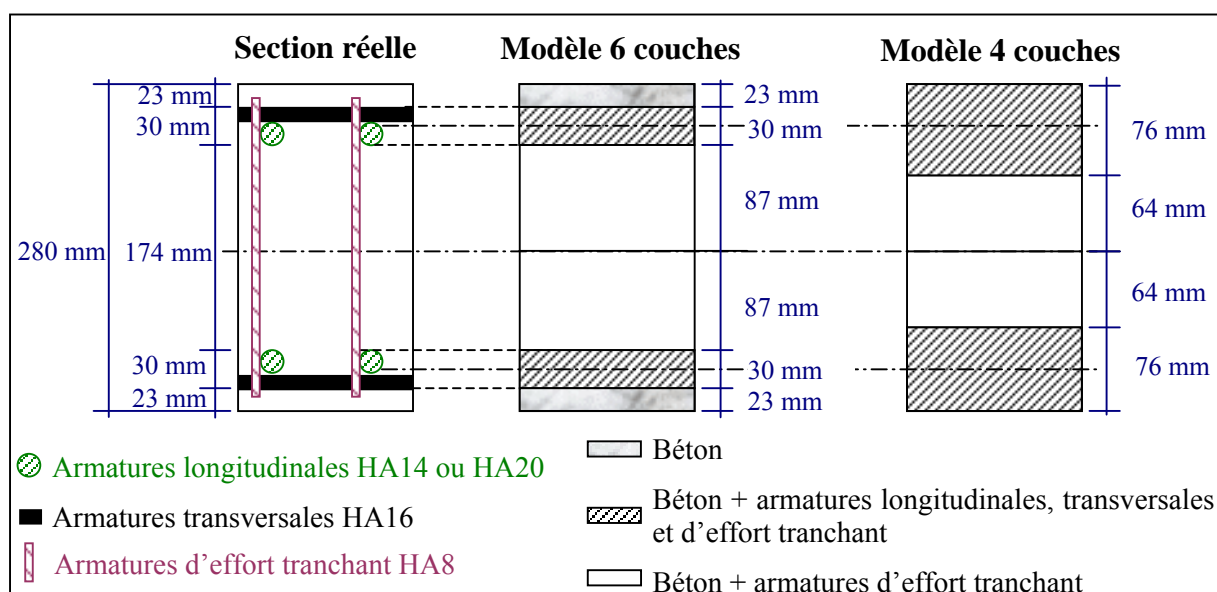 Section réelle
Modèle 6 couches
Modèle 4 couches
23 mm
30 mm
280 mm
174 mm
30 mm
23 mm
23 mm
30 mm
87 mm
87 mm
30 mm
23 mm
76 mm
64 mm
64 mm
76 mm
Armatures longitudinales HA14 ou HA20
Armatures transversales HA16
Armatures d’effort tranchant HA8
Béton
Béton + armatures longitudinales, transversales
et d’effort tranchant
Béton + armatures d’effort tranchant